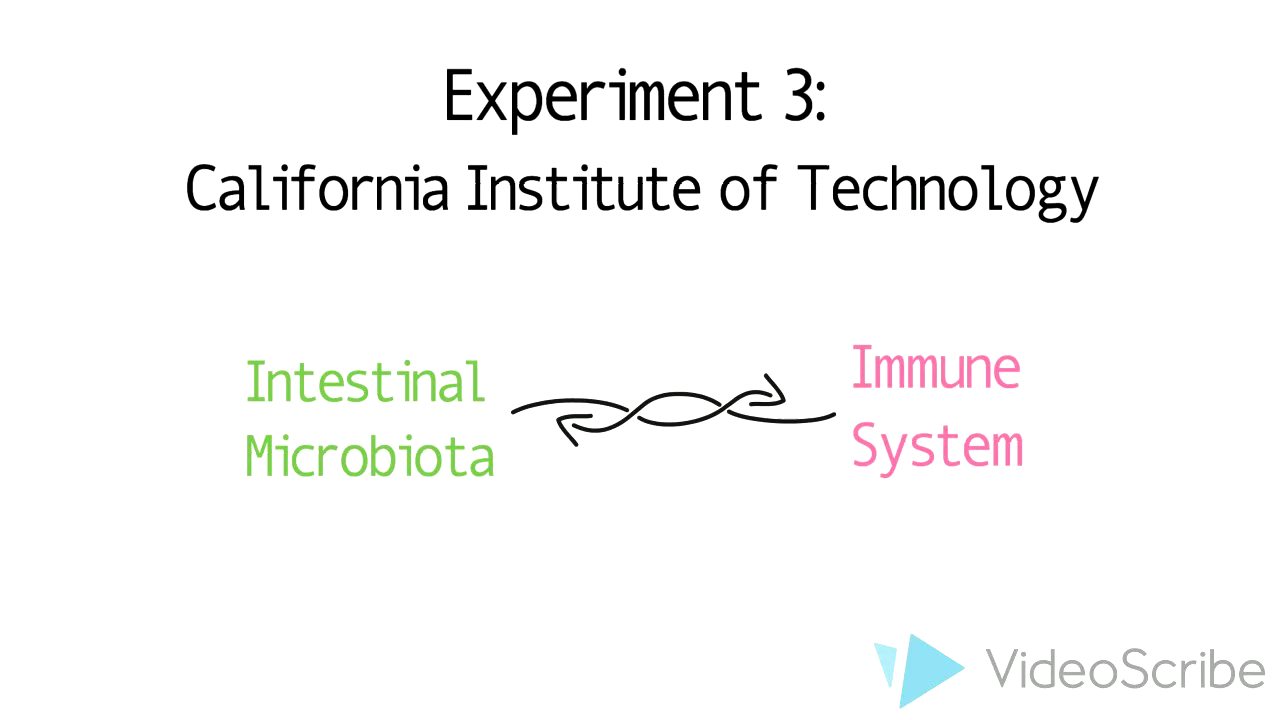 Experiment 3:
California Institute of Technology
Intestinal
Microbiota
Immune
System
VideoScribe